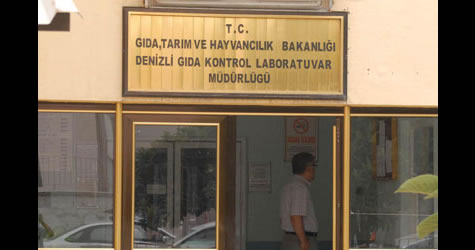 T.C.
GIDA,TARIM VE HAYVANCILIK BAKANLIĞI
DENİZLİ GIDA KONTROL LABORATUVAR
MÜDÜRLÜĞÜ